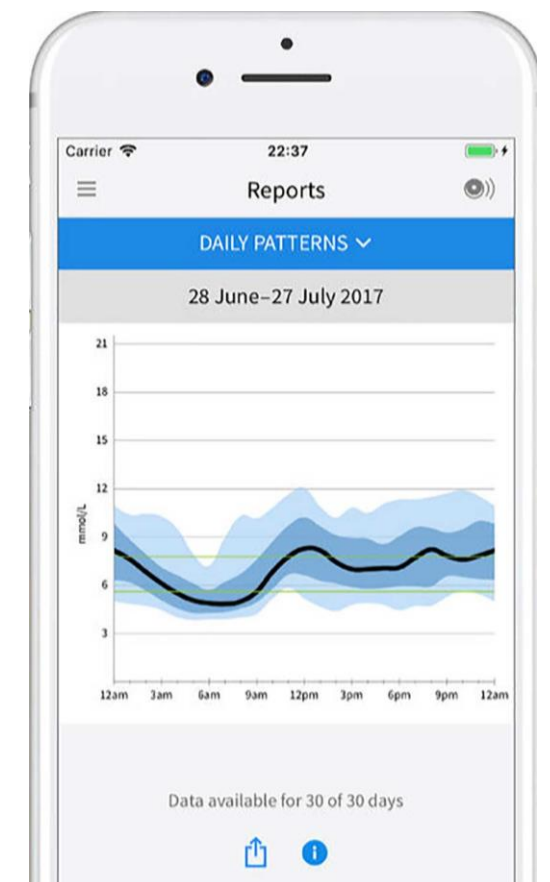 Carrier 22:37
Reports
DAILY PATTERNS
28 June–27 July 2017
21
18
15
12
mmol/L
9
6
3
12am 3am 6am 9am 12pm 3pm 6pm 9pm 12am
Data available for 30 of 30 days
i